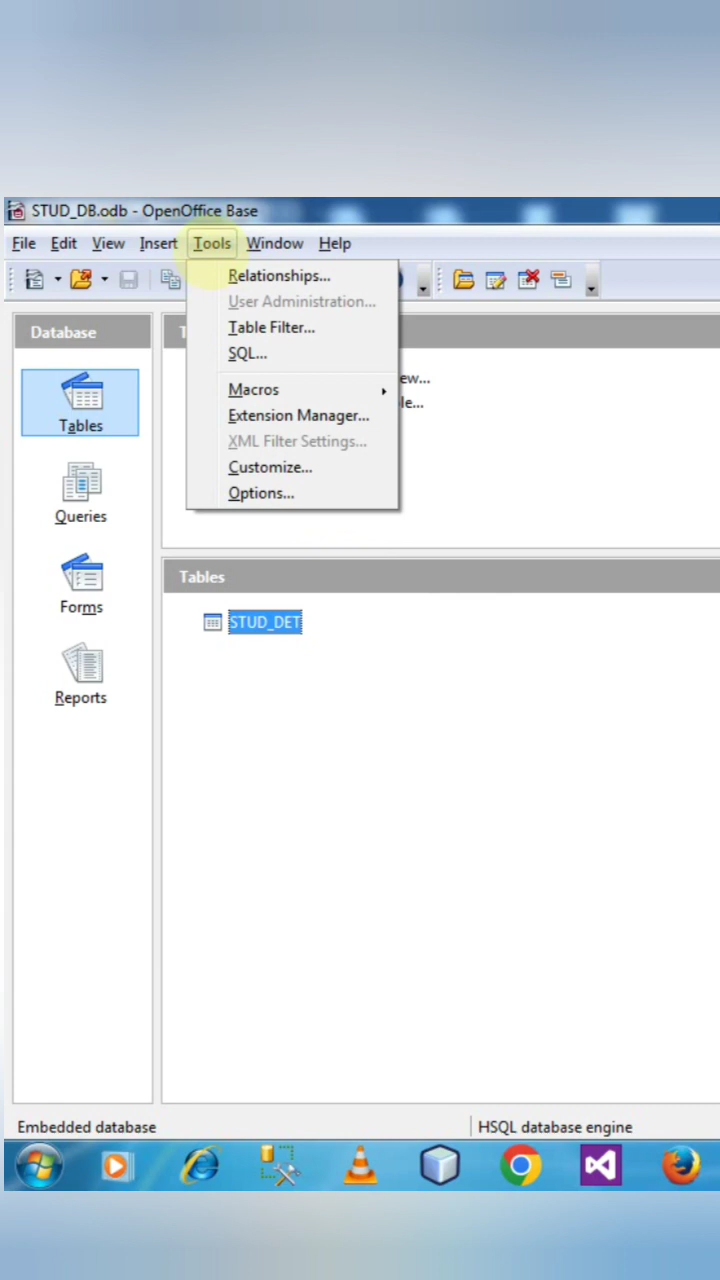 STUD_DB.odb - OpenOffice Base
File Edit View Insert Tools Window Help
Relationships...
User Administration...
Table Filter...
SQL...
Macros
Extension Manager...
XML Filter Settings...
Customize...
Options...
Database
Tables
Queries
Forms
Reports
Tables
STUD_DET
Embedded database
HSQL database engine